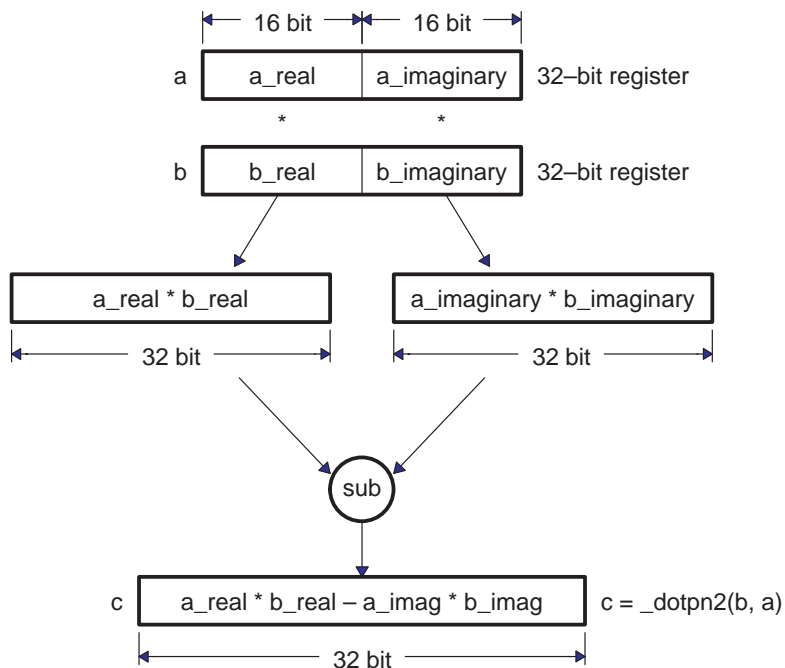 16 bit 16 bit
a a_real a_imaginary 32–bit register
* *
b b_real b_imaginary 32–bit register
a_real * b_real a_imaginary * b_imaginary
32 bit 32 bit
sub
c a_real * b_real – a_imag * b_imag c = _dotpn2(b, a)
32 bit